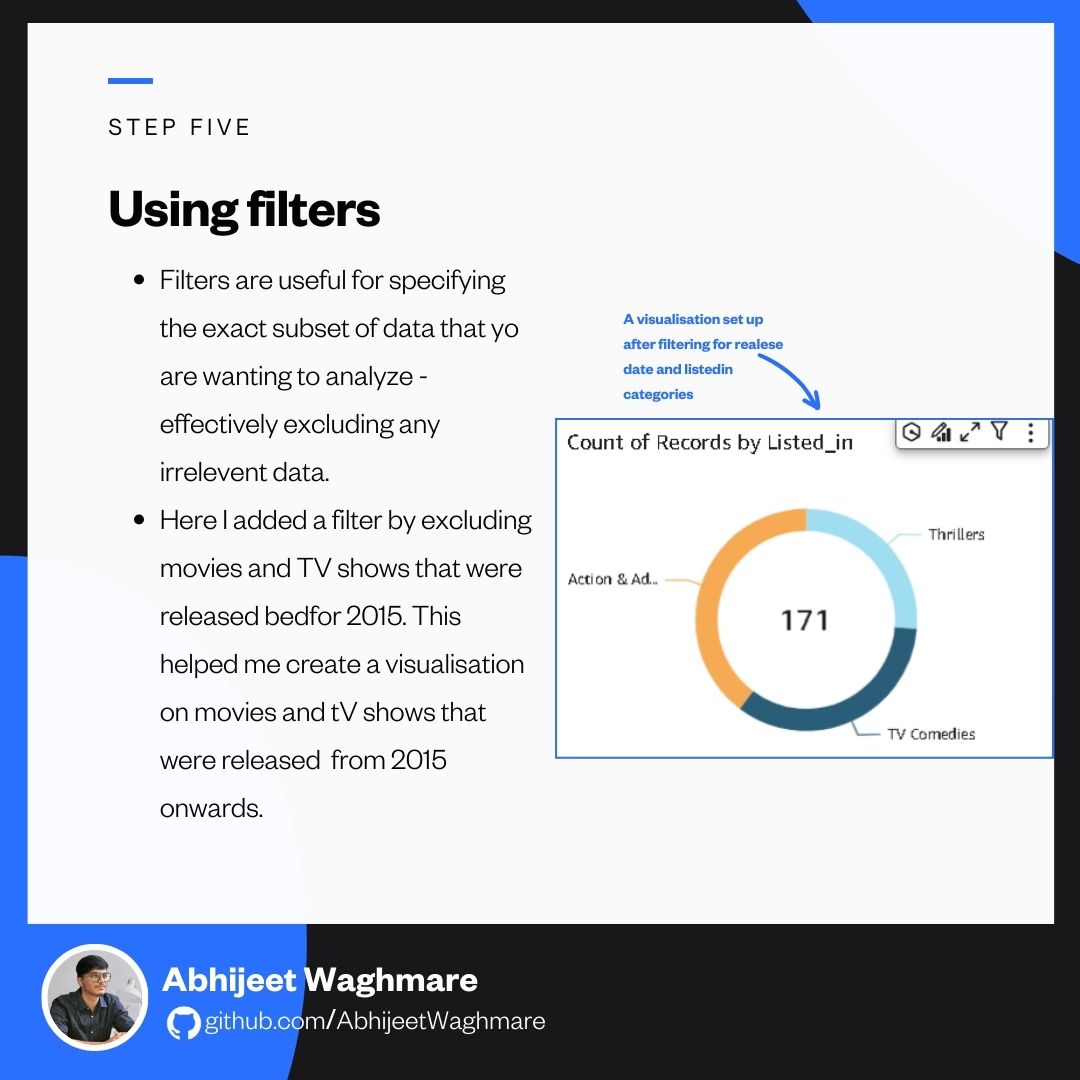 STEP FIVE
Using filters
• Filters are useful for specifying
the exact subset of data that yo
are wanting to analyze -
effectively excluding any
irrelevent data.
• Here I added a filter by excluding
movies and TV shows that were
released bedfor 2015. This
helped me create a visualisation
on movies and tV shows that
were released  from 2015
onwards.
A visualisation set up
after filtering for realese
date and listedin
categories
Count of Records by Listed_in
Thrillers
Action & Ad...
171
TV Comedies
Abhijeet Waghmare
github.com/AbhijeetWaghmare